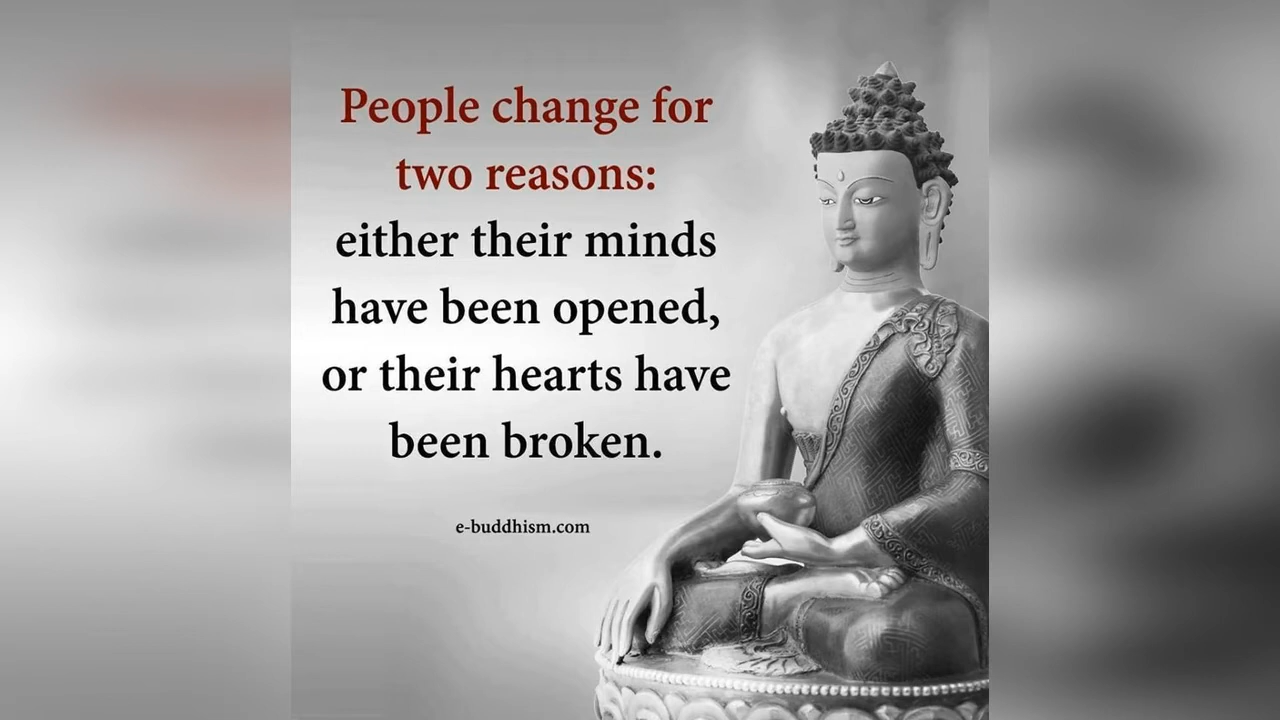 People change for
two reasons:
either their minds
have been opened,
or their hearts have
been broken.
e-buddhism.com